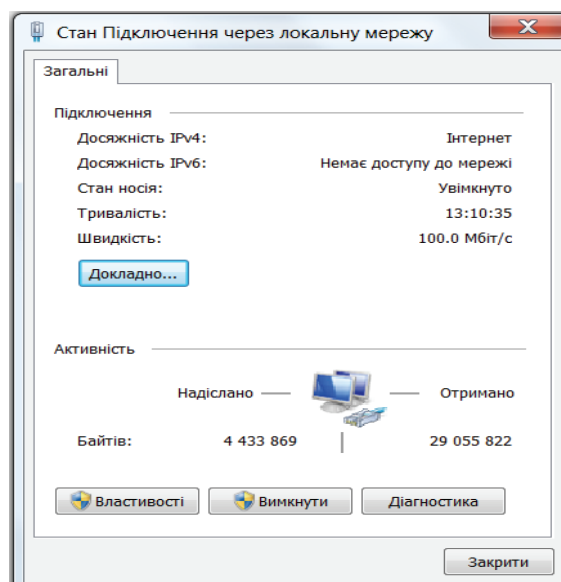 Стан Підключення через локальну мережу
Загальні
Підключення
Досяжність IPv4: Інтернет
Досяжність IPv6: Немає доступу до мережі
Стан носія: Увімкнуто
Тривалість: 13:10:35
Швидкість: 100.0 Мбіт/с
Докладно...
Активність
Надіслано Отримано
Байтів: 4 433 869 29 055 822
Властивості Вимкнути Діагностика
Закрити